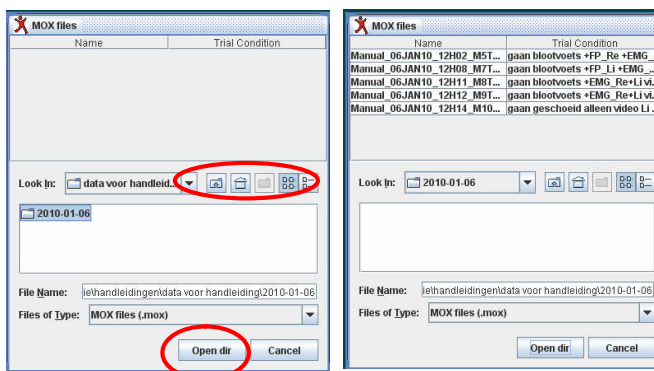 MOX files
Name Trial Condition
Look In: data voor handleid...
2010-01-06
File Name: ie\handleidingen\data voor handleiding\2010-01-06
Files of Type: MOX files (.mox)
Open dir Cancel
MOX files
Name Trial Condition
Manual_06JAN10_12H02_M5T... gaan blootvoets +FP_Re +EMG_
Manual_06JAN10_12H08_M7T... gaan blootvoets +FP_Li +EMG_..
Manual_06JAN10_12H11_M8T... gaan blootvoets +EMG_Re+Li vi..
Manual_06JAN10_12H12_M9T... gaan blootvoets +EMG_Re+Li vi.
Manual_06JAN10_12H14_M10... gaan geschoeid alleen video Li .
Look In: 2010-01-06
File Name: ie\handleidingen\data voor handleiding\2010-01-06
Files of Type: MOX files (.mox)
Open dir Cancel